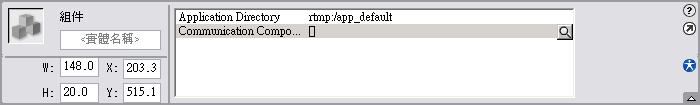 組件
<實體名稱>
W: 148.0 X: 203.3
H: 20.0 Y: 515.1
Application Directory rtmp:/app_default
Communication Compo... []